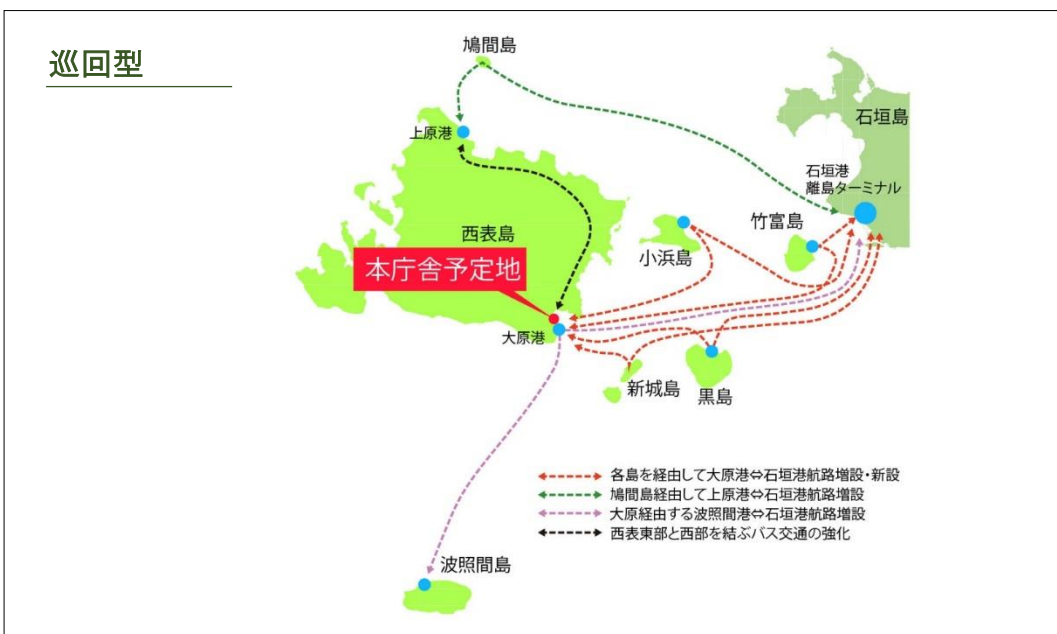 巡回型
鳩間島
上原港
石垣島
石垣港
離島ターミナル
竹富島
西表島
小浜島
本庁舎予定地
大原港
新城島
黒島
各島を経由して大原港⇔石垣港航路増設・新設
鳩間島経由して上原港⇔石垣港航路増設
大原経由する波照間港⇔石垣港航路増設
西表東部と西部を結ぶバス交通の強化
波照間島